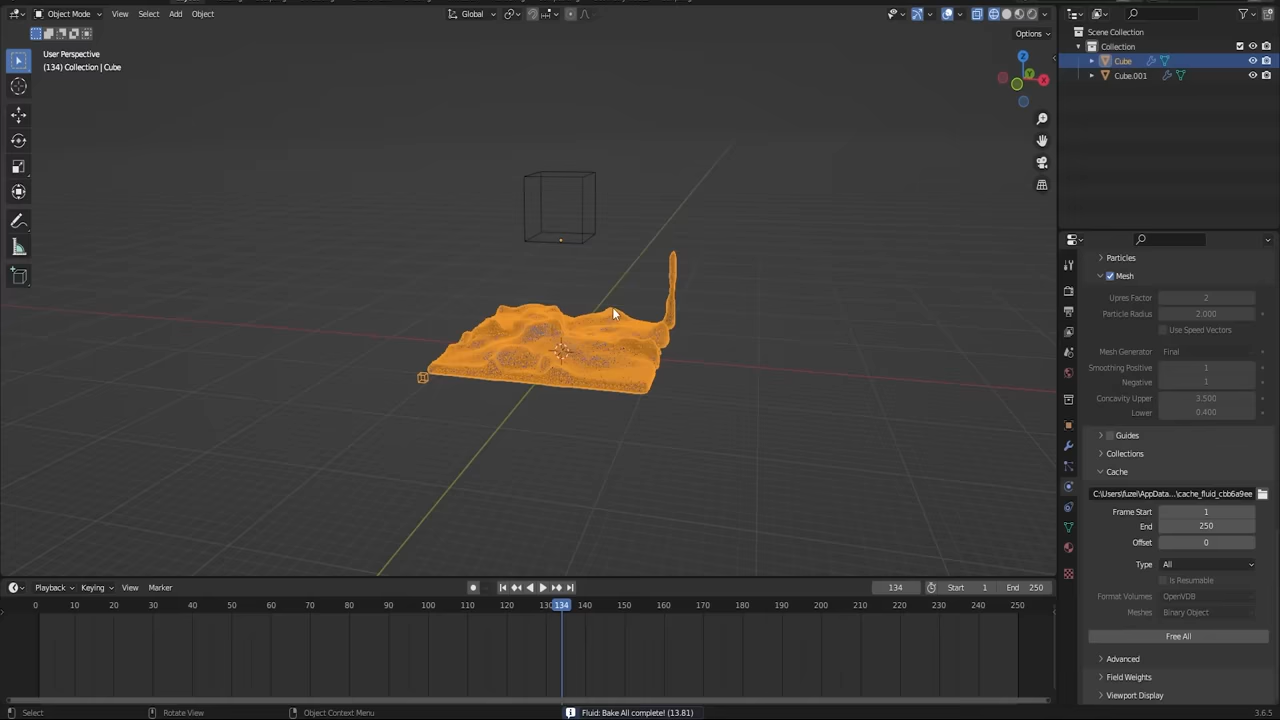 Object Mode
View
Select
Add
Object
Global
Options
User Perspective
(134) Collection | Cube
Z
Y
X
Scene Collection
Collection
Cube
Cube.001
Particles
Mesh
Upres Factor 2
Particle Radius 2.000
Use Speed Vectors
Mesh Generator Final
Smoothing Positive 1
Negative 1
Concavity Upper 3.500
Lower 0.400
Guides
Collections
Cache
C:\Users\fuzel\AppData...\cache_fluid_cbb6a9ee
Frame Start 1
End 250
Offset 0
Type All
Is Resumable
Format Volumes OpenVDB
Meshes Binary Object
Free All
Advanced
Field Weights
Viewport Display
Playback
Keying
View
Marker
134
Start 1
End 250
0 10 20 30 40 50 60 70 80 90 100 110 120 130 134 140 150 160 170 180 190 200 210 220 230 240 250
Select
Rotate View
Object Context Menu
Fluid: Bake All complete! (13.81)
3.6.5